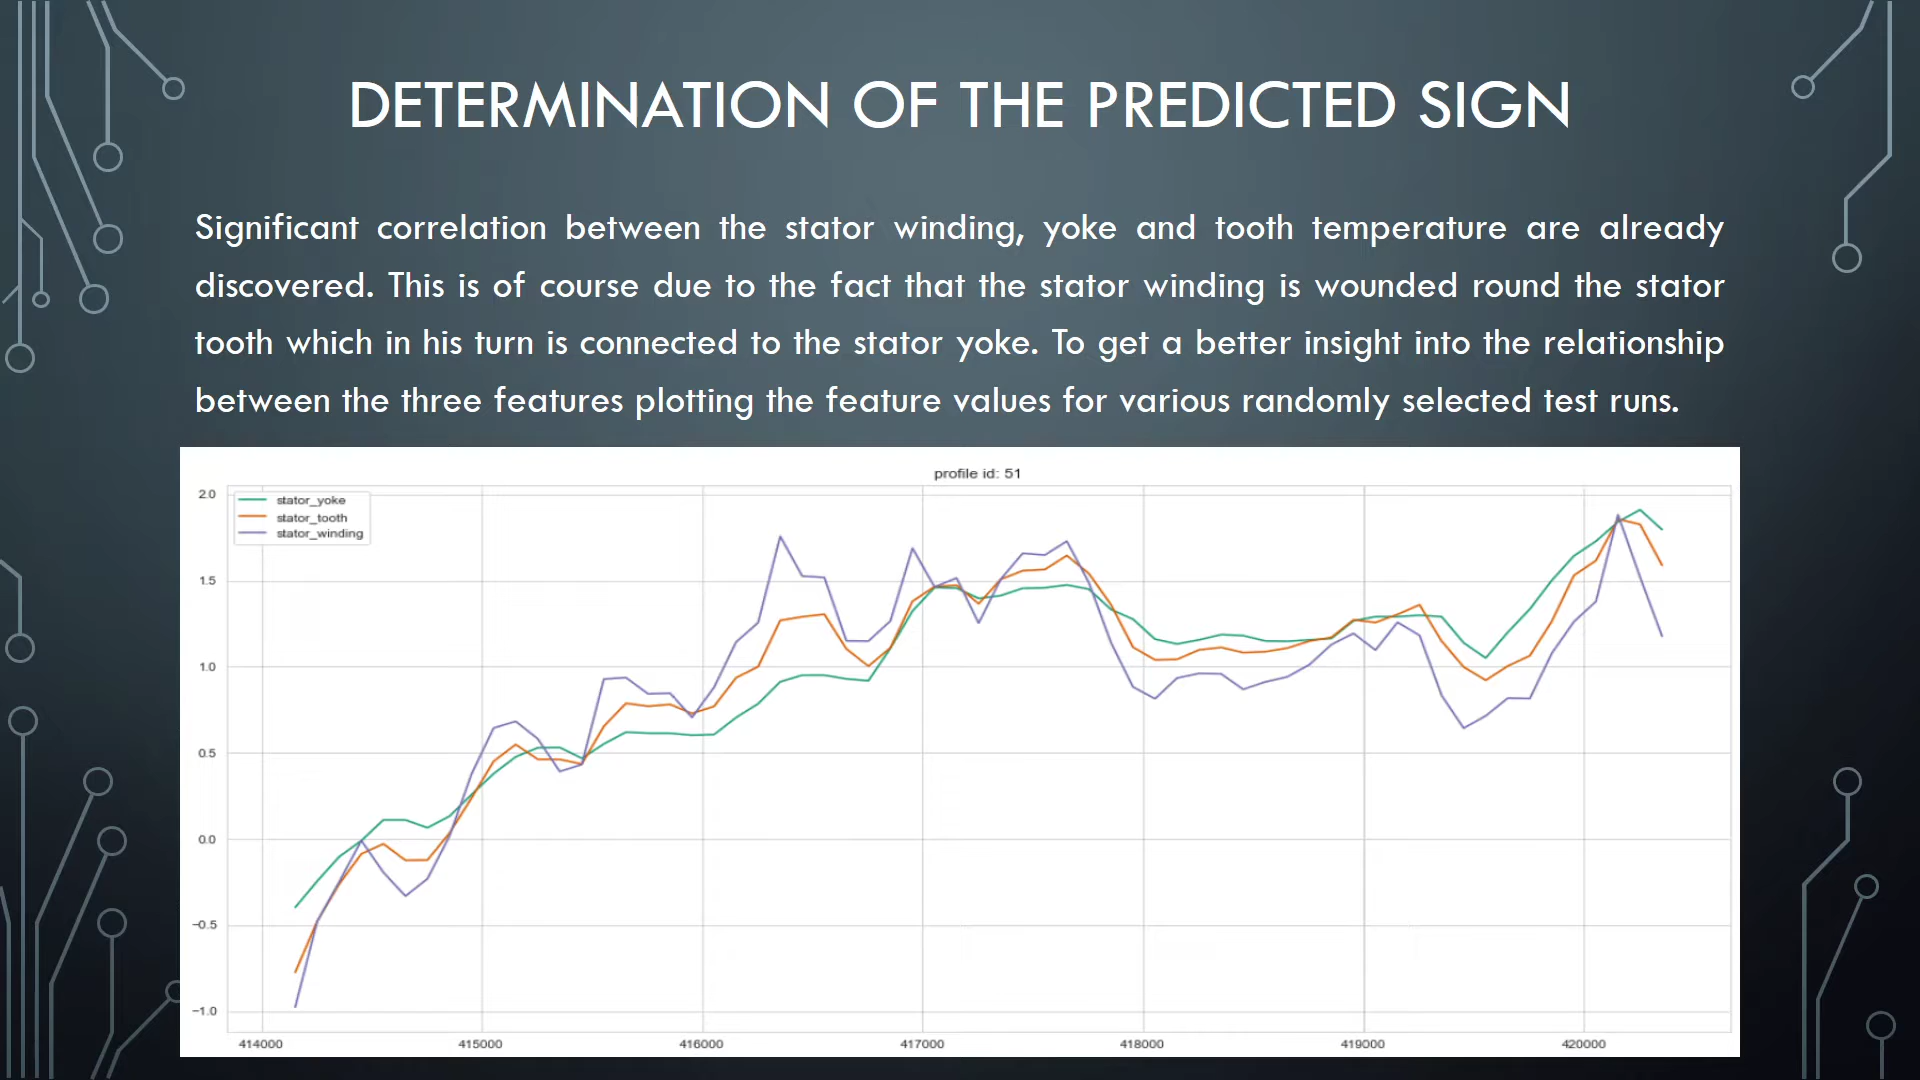 DETERMINATION OF THE PREDICTED SIGN
Significant correlation between the stator winding, yoke and tooth temperature are already
discovered. This is of course due to the fact that the stator winding is wounded round the stator
tooth which in his turn is connected to the stator yoke. To get a better insight into the relationship
between the three features plotting the feature values for various randomly selected test runs.
profile id: 51
stator_yoke
stator_tooth
stator_winding
2.0
1.5
1.0
0.5
0.0
−0.5
−1.0
414000 415000 416000 417000 418000 419000 420000